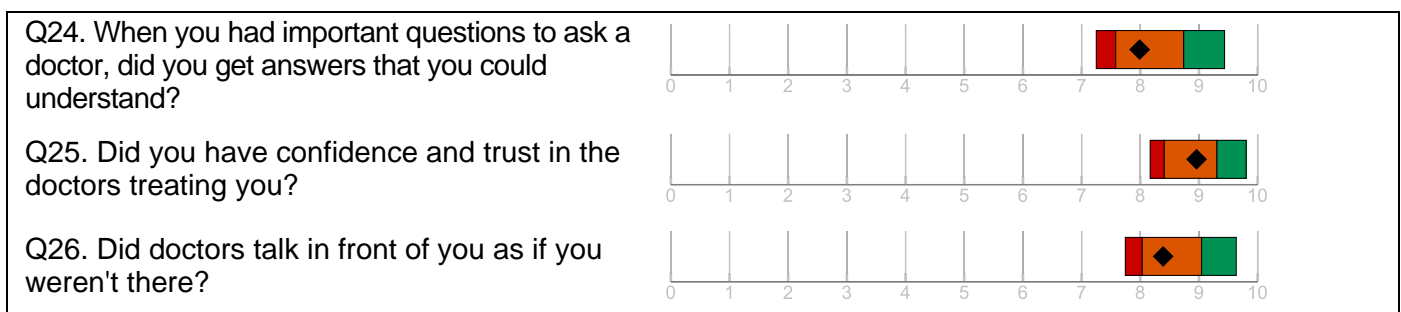 Q24. When you had important questions to ask a
doctor, did you get answers that you could
understand?
0 1 2 3 4 5 6 7 8 9 10
Q25. Did you have confidence and trust in the
doctors treating you?
0 1 2 3 4 5 6 7 8 9 10
Q26. Did doctors talk in front of you as if you
weren't there?
0 1 2 3 4 5 6 7 8 9 10